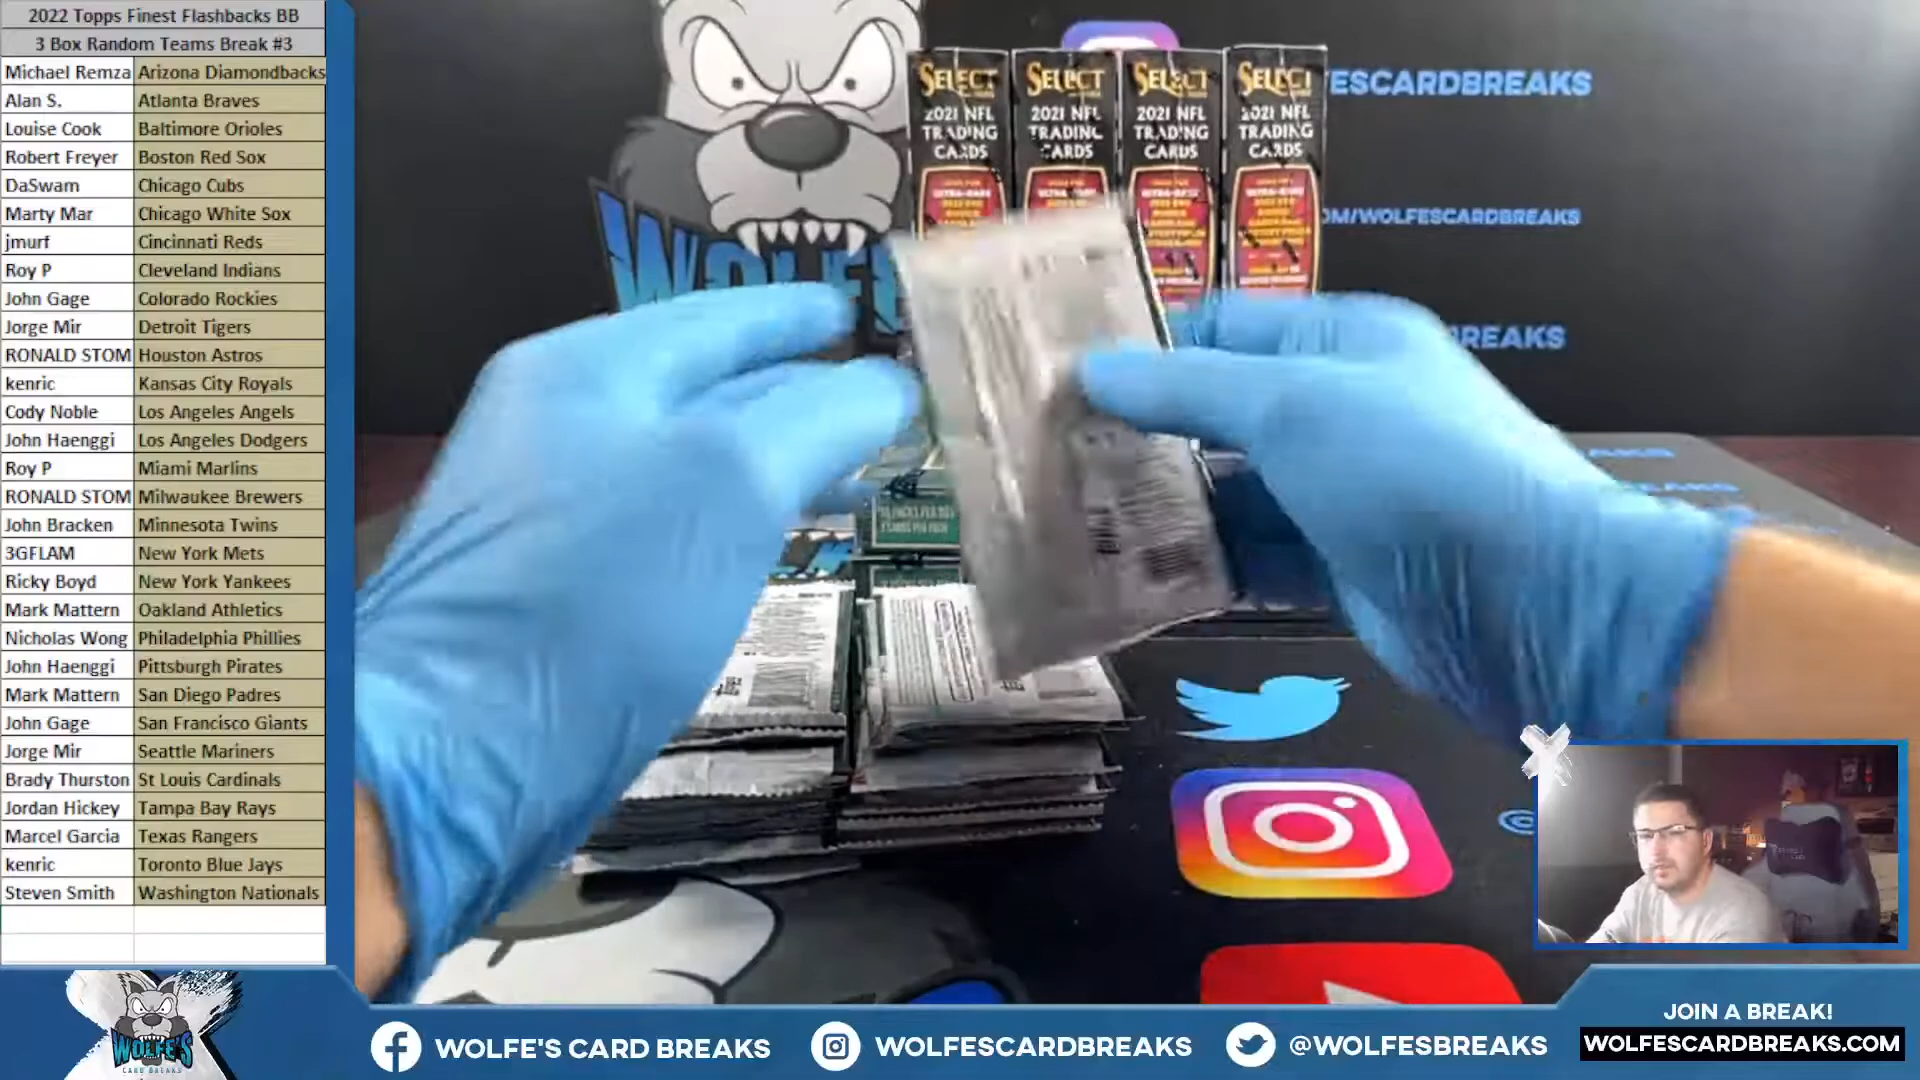 2022 Topps Finest Flashbacks BB
3 Box Random Teams Break #3
Michael Remza Arizona Diamondbacks
Alan S. Atlanta Braves
Louise Cook Baltimore Orioles
Robert Freyer Boston Red Sox
DaSwam Chicago Cubs
Marty Mar Chicago White Sox
jmurf Cincinnati Reds
Roy P Cleveland Indians
John Gage Colorado Rockies
Jorge Mir Detroit Tigers
RONALD STOM Houston Astros
kenric Kansas City Royals
Cody Noble Los Angeles Angels
John Haenggi Los Angeles Dodgers
Roy P Miami Marlins
RONALD STOM Milwaukee Brewers
John Bracken Minnesota Twins
3GFLAM New York Mets
Ricky Boyd New York Yankees
Mark Mattern Oakland Athletics
Nicholas Wong Philadelphia Phillies
John Haenggi Pittsburgh Pirates
Mark Mattern San Diego Padres
John Gage San Francisco Giants
Jorge Mir Seattle Mariners
Brady Thurston St Louis Cardinals
Jordan Hickey Tampa Bay Rays
Marcel Garcia Texas Rangers
kenric Toronto Blue Jays
Steven Smith Washington Nationals
SELECT SELECT SELECT SELECT
2021 NFL 2021 NFL 2021 NFL 2021 NFL
TRADING TRADING TRADING TRADING
CARDS CARDS CARDS CARDS
ESCARDBREAKS
OM/WOLFESCARDBREAKS
BREAKS
WOLFE
WOLFE'S
CARD BREAKS
WOLFE'S CARD BREAKS
WOLFESCARDBREAKS
@WOLFESBREAKS
JOIN A BREAK!
WOLFESCARDBREAKS.COM